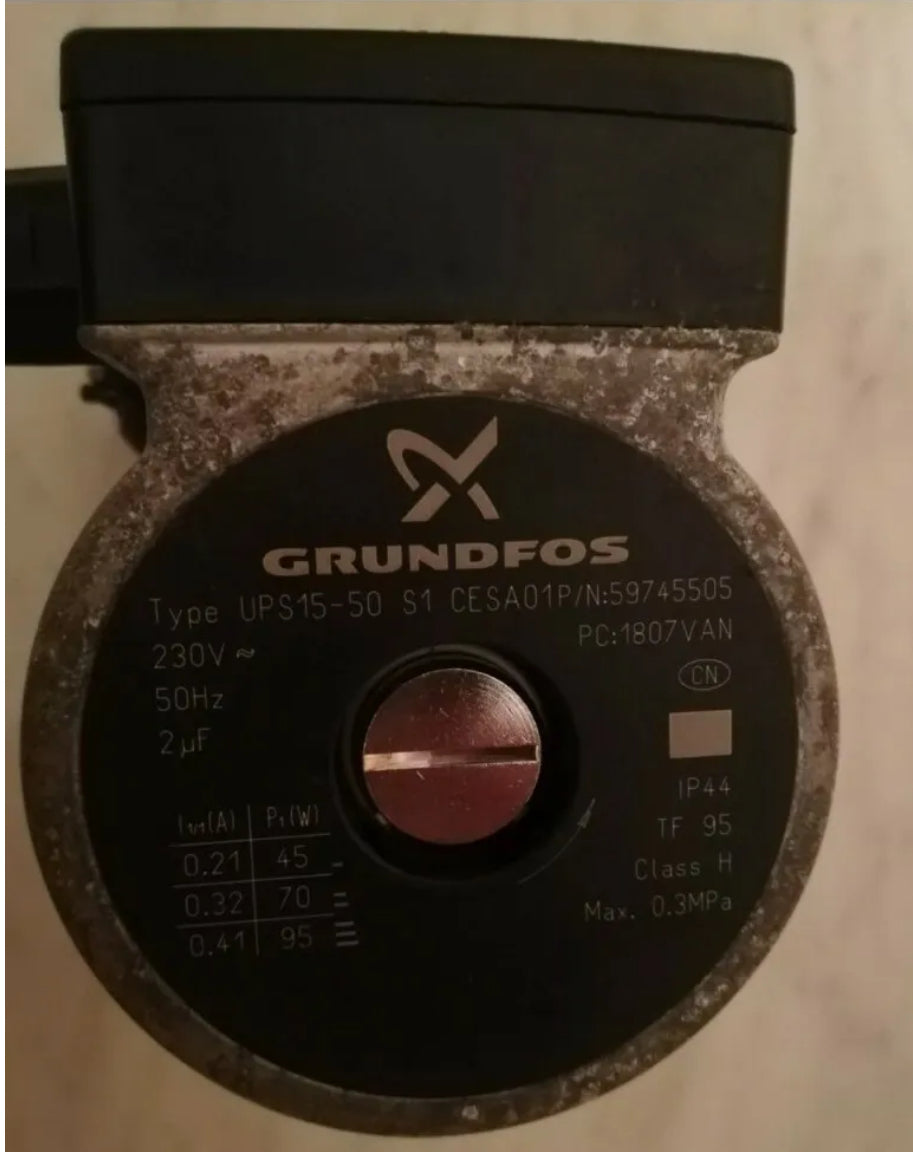 GRUNDFOS
Type UPS15-50 S1 CESA01P/N:59745505
230V ~ PC:1807VAN
50Hz CN
2µF
IP44
I1/1(A) P1(W) TF 95
0.21 45 Class H
0.32 70 Max. 0.3MPa
0.41 95